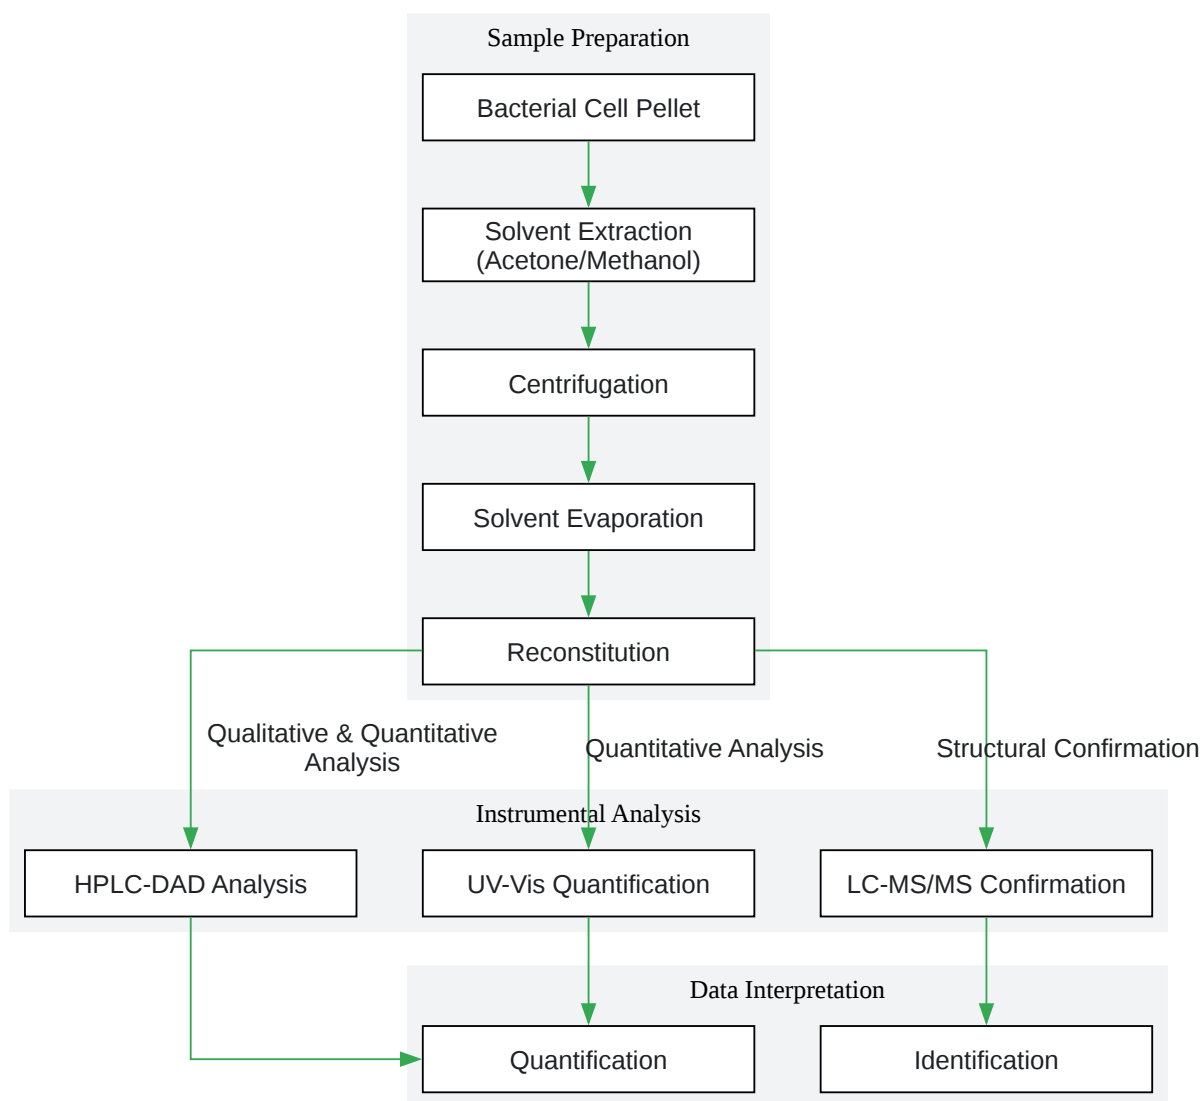 Sample Preparation
Bacterial Cell Pellet
Solvent Extraction
(Acetone/Methanol)
Centrifugation
Solvent Evaporation
Reconstitution
Qualitative & Quantitative
Analysis
Quantitative Analysis
Structural Confirmation
Instrumental Analysis
HPLC-DAD Analysis
UV-Vis Quantification
LC-MS/MS Confirmation
Data Interpretation
Quantification
Identification